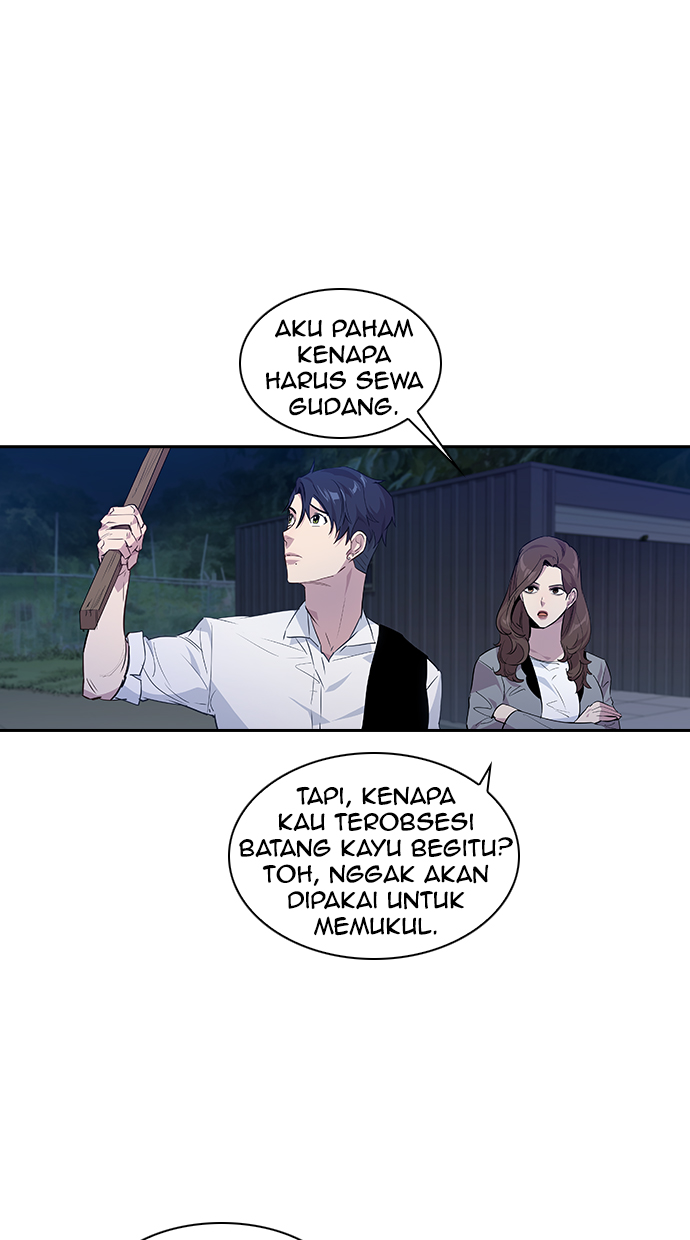 AKU PAHAM
KENAPA
HARUS SEWA
GUDANG.
TAPI, KENAPA
KAU TEROBSESI
BATANG KAYU BEGITU?
TOH, NGGAK AKAN
DIPAKAI UNTUK
MEMUKUL.